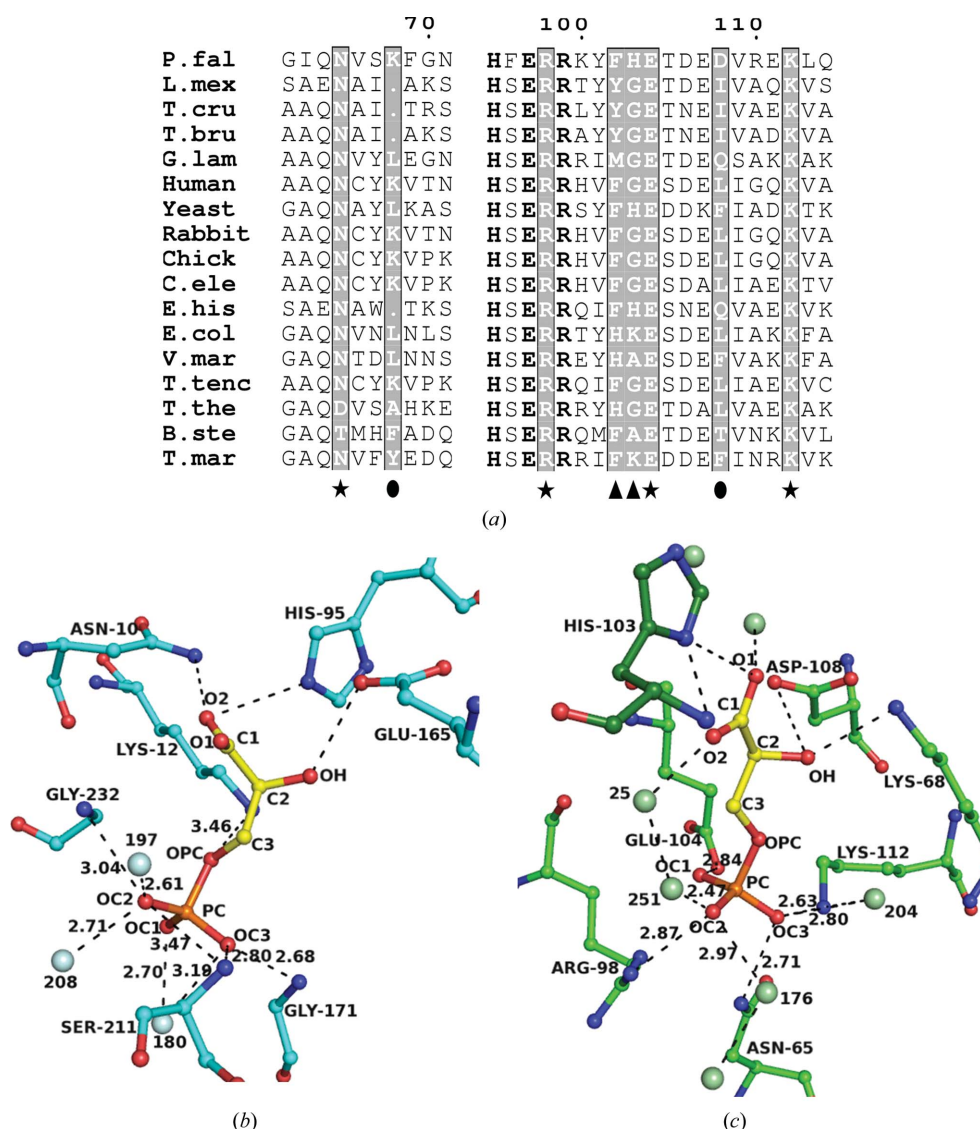 70 100 110
P.fal GIQNVSKFGN HFERRKYFHETDEDVREKLQ
L.mex SAENAI.AKS HSERRTYYGETDEIVAQKVS
T.cru AAQNAI.TKS HSERRLYYGETNEIVADKVA
T.bru AAQNAI.AKS HSERRAYYGETNEIVADKVA
G.lam AAQNVYLEGN HSERRRIMGETDEQSAKKAK
Human AAQNCYKVTN HSERRHVFGESDELIGQKVA
Yeast GAQNAYLKAS HSERRSYFHEDDKFIADKTK
Rabbit AAQNCYKVTN HSERRHVFGESDELIGQKVA
Chick AAQNCYKVPK HSERRHVFGESDELIGQKVA
C.ele AAQNCYKVPK HSERRHVFGESDALIAEKTV
E.his SAENAW.TKS HSERRQIFHESNEQVAEKVK
E.col GAQNVNLNLS HSERRTYHKESDELIAKKFA
V.mar GAQNTDLNNS HSERREYHAESDEFVAKKFA
T.tenc AAQNCYKVPK HSERRQIFGESDELIAEKVC
T.the GAQDVSAHKE HSERRRYHGETDALVAEKAK
B.ste GAQTMHFADQ HSERRQMFAETDETVNKKVL
T.mar GAQNVFYEDQ HSERRRIFKEDDEFINRKVK
(a)
ASN-10
HIS-95
O2
O1 C1
LYS-12
GLU-165
OH
C2
GLY-232
3.46 C3
197
OPC
3.04
2.61
OC2
PC
2.71
OC1
3.47 OC3
2.80 2.68
208
2.70 3.19
GLY-171
SER-211
180
(b)
HIS-103
O1
ASP-108
C1
C2
O2
OH
LYS-68
25
C3
GLU-104
OPC
LYS-112
OC1 2.84
2.47 PC
251
2.63
OC2
2.80 204
OC3
2.87
2.97
ARG-98
2.71
176
ASN-65
(c)